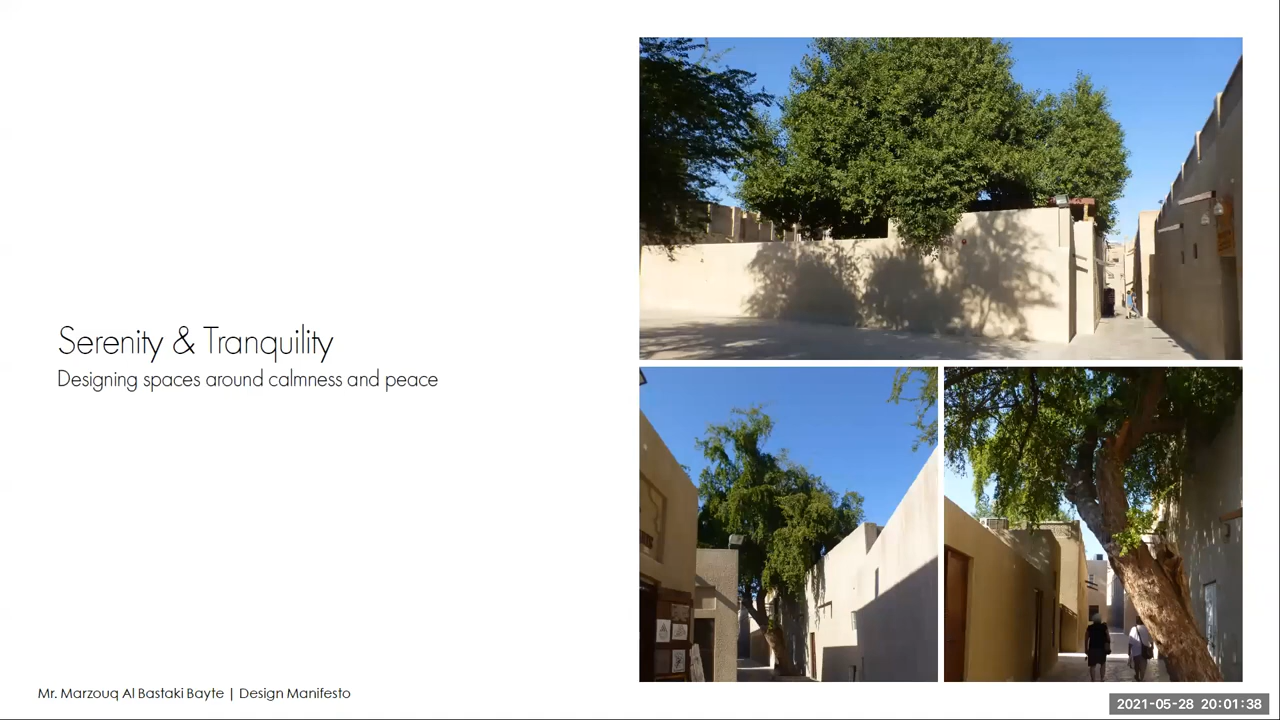 Serenity & Tranquility
Designing spaces around calmness and peace
Mr. Marzouq Al Bastaki Bayte | Design Manifesto
2021-05-28 20:01:38